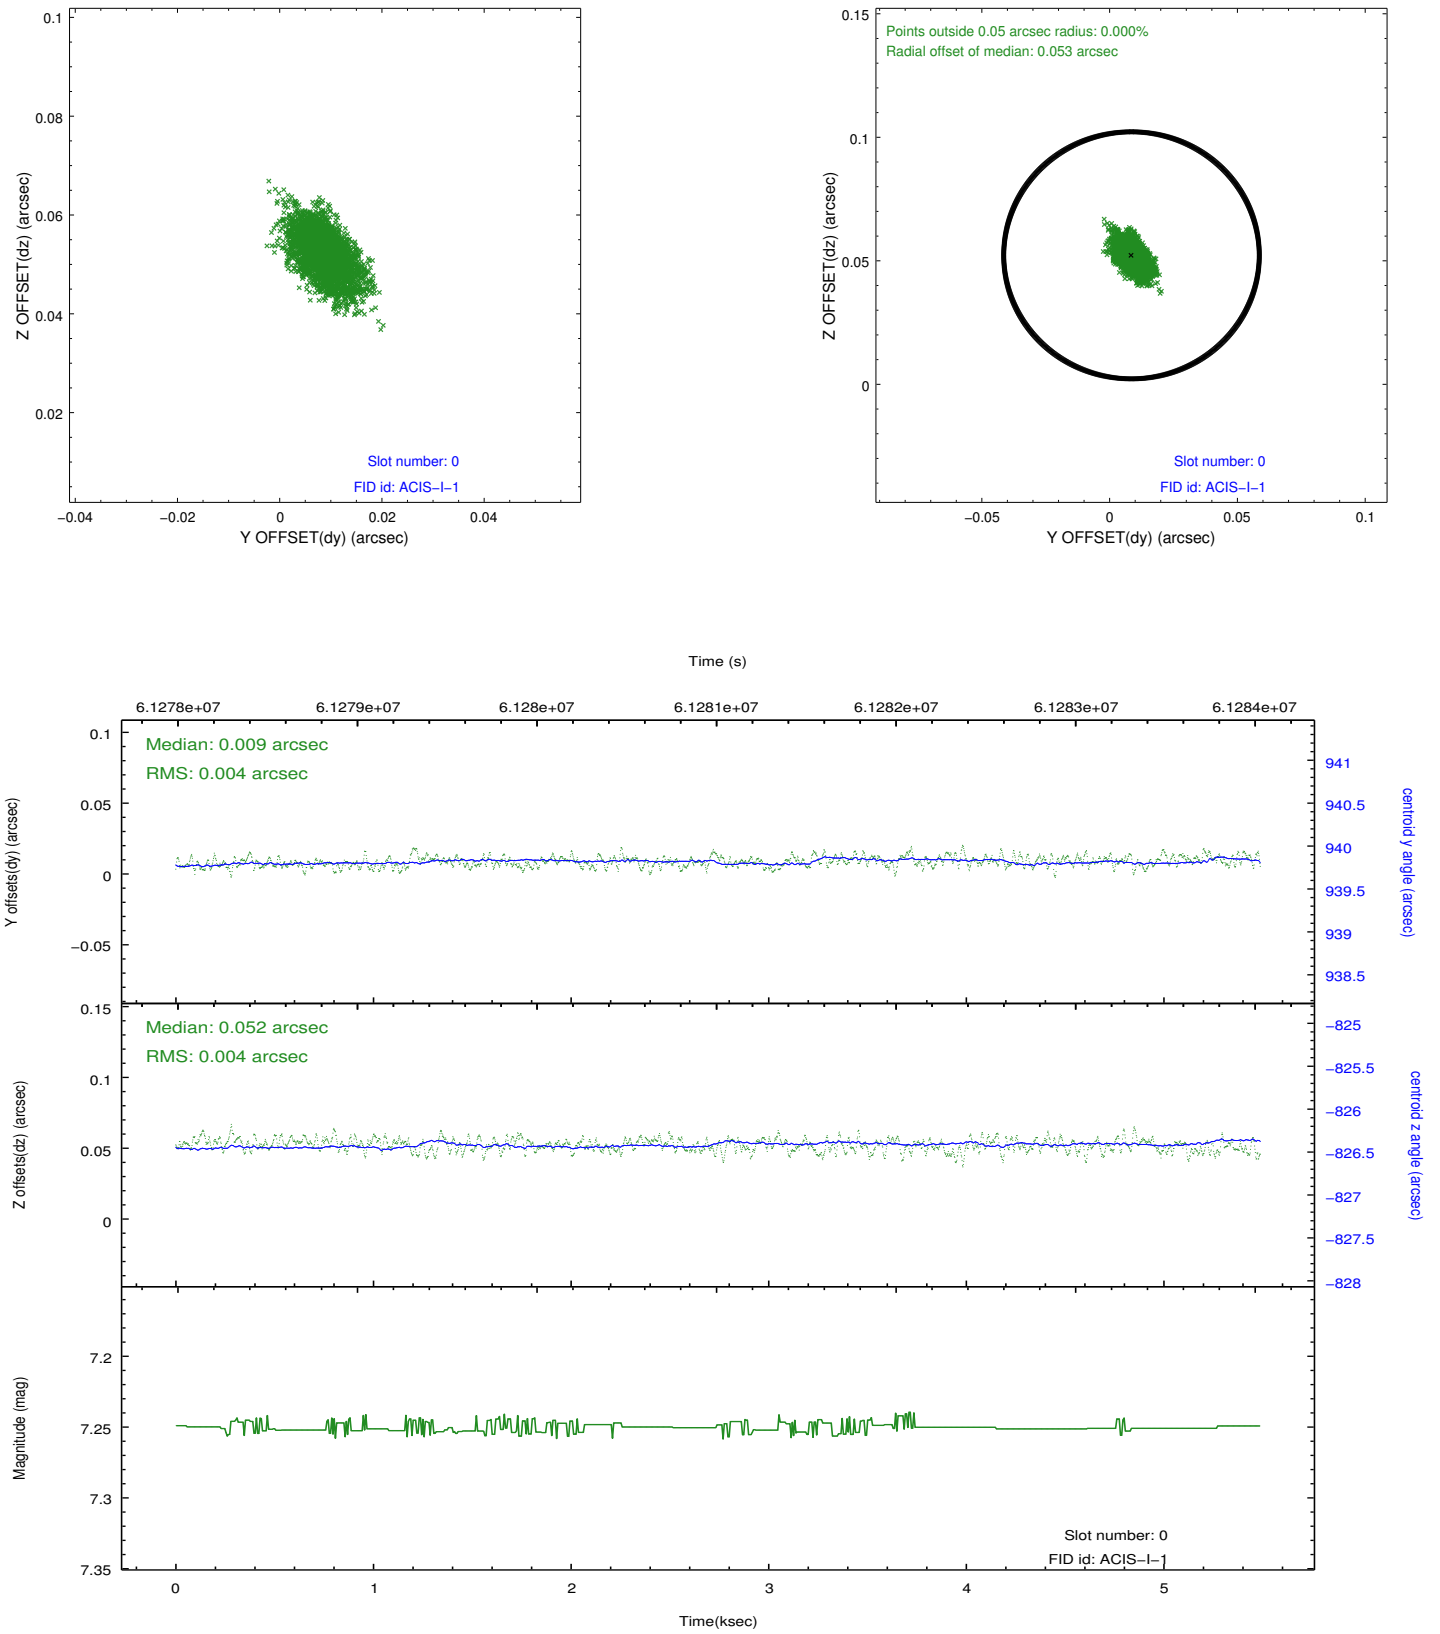 0.1
0.08
0.06
0.04
0.02
Z OFFSET(dz) (arcsec)
Slot number: 0
FID id: ACIS−I−1
−0.04
−0.02
0
0.02
0.04
Y OFFSET(dy) (arcsec)
0.15
0.1
0.05
0
Z OFFSET(dz) (arcsec)
Points outside 0.05 arcsec radius: 0.000%
Radial offset of median: 0.053 arcsec
Slot number: 0
FID id: ACIS−I−1
−0.05
0
0.05
0.1
Y OFFSET(dy) (arcsec)
Time (s)
6.1278e+07
6.1279e+07
6.128e+07
6.1281e+07
6.1282e+07
6.1283e+07
6.1284e+07
0.1
0.05
0
−0.05
Y offsets(dy) (arcsec)
Median: 0.009 arcsec
RMS: 0.004 arcsec
941
940.5
940
939.5
939
938.5
centroid y angle (arcsec)
0.15
0.1
0.05
0
Z offsets(dz) (arcsec)
Median: 0.052 arcsec
RMS: 0.004 arcsec
−825
−825.5
−826
−826.5
−827
−827.5
−828
centroid z angle (arcsec)
7.2
7.25
7.3
7.35
Magnitude (mag)
Slot number: 0
FID id: ACIS−I−1
0
1
2
3
4
5
Time(ksec)